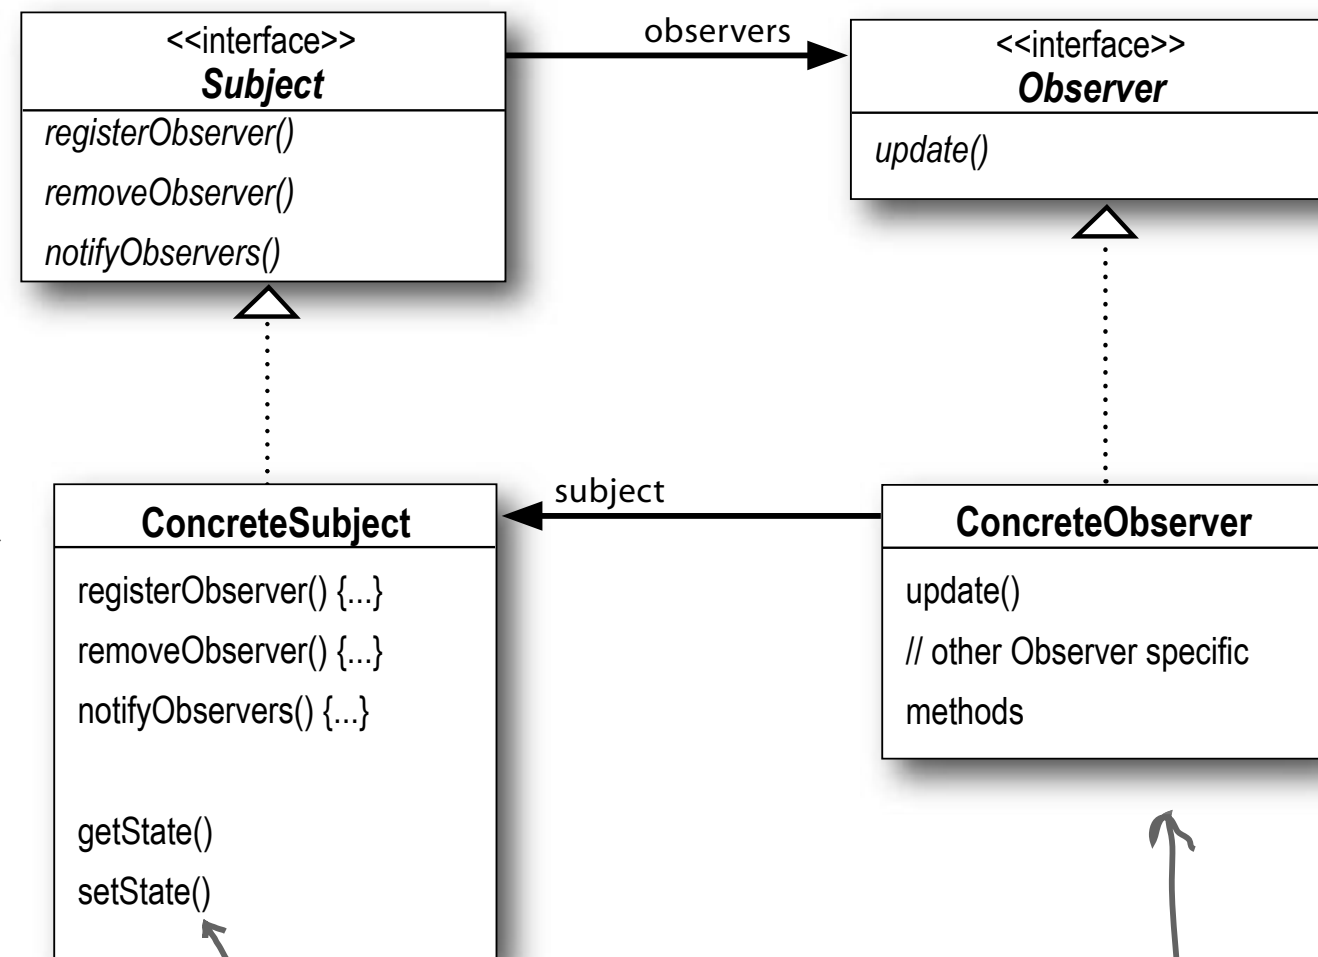 <<interface>>
Subject
registerObserver()
removeObserver()
notifyObservers()
observers
<<interface>>
Observer
update()
ConcreteSubject
registerObserver() {...}
removeObserver() {...}
notifyObservers() {...}
getState()
setState()
subject
ConcreteObserver
update()
// other Observer specific
methods